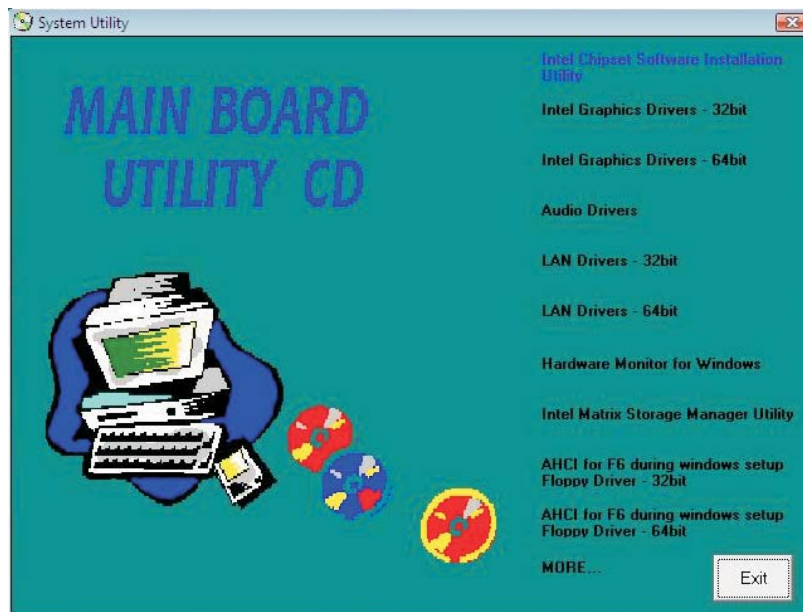 System Utility
MAIN BOARD
UTILITY CD
Intel Chipset Software Installation
Utility
Intel Graphics Drivers - 32bit
Intel Graphics Drivers - 64bit
Audio Drivers
LAN Drivers - 32bit
LAN Drivers - 64bit
Hardware Monitor for Windows
Intel Matrix Storage Manager Utility
AHCI for F6 during windows setup
Floppy Driver - 32bit
AHCI for F6 during windows setup
Floppy Driver - 64bit
MORE...
Exit